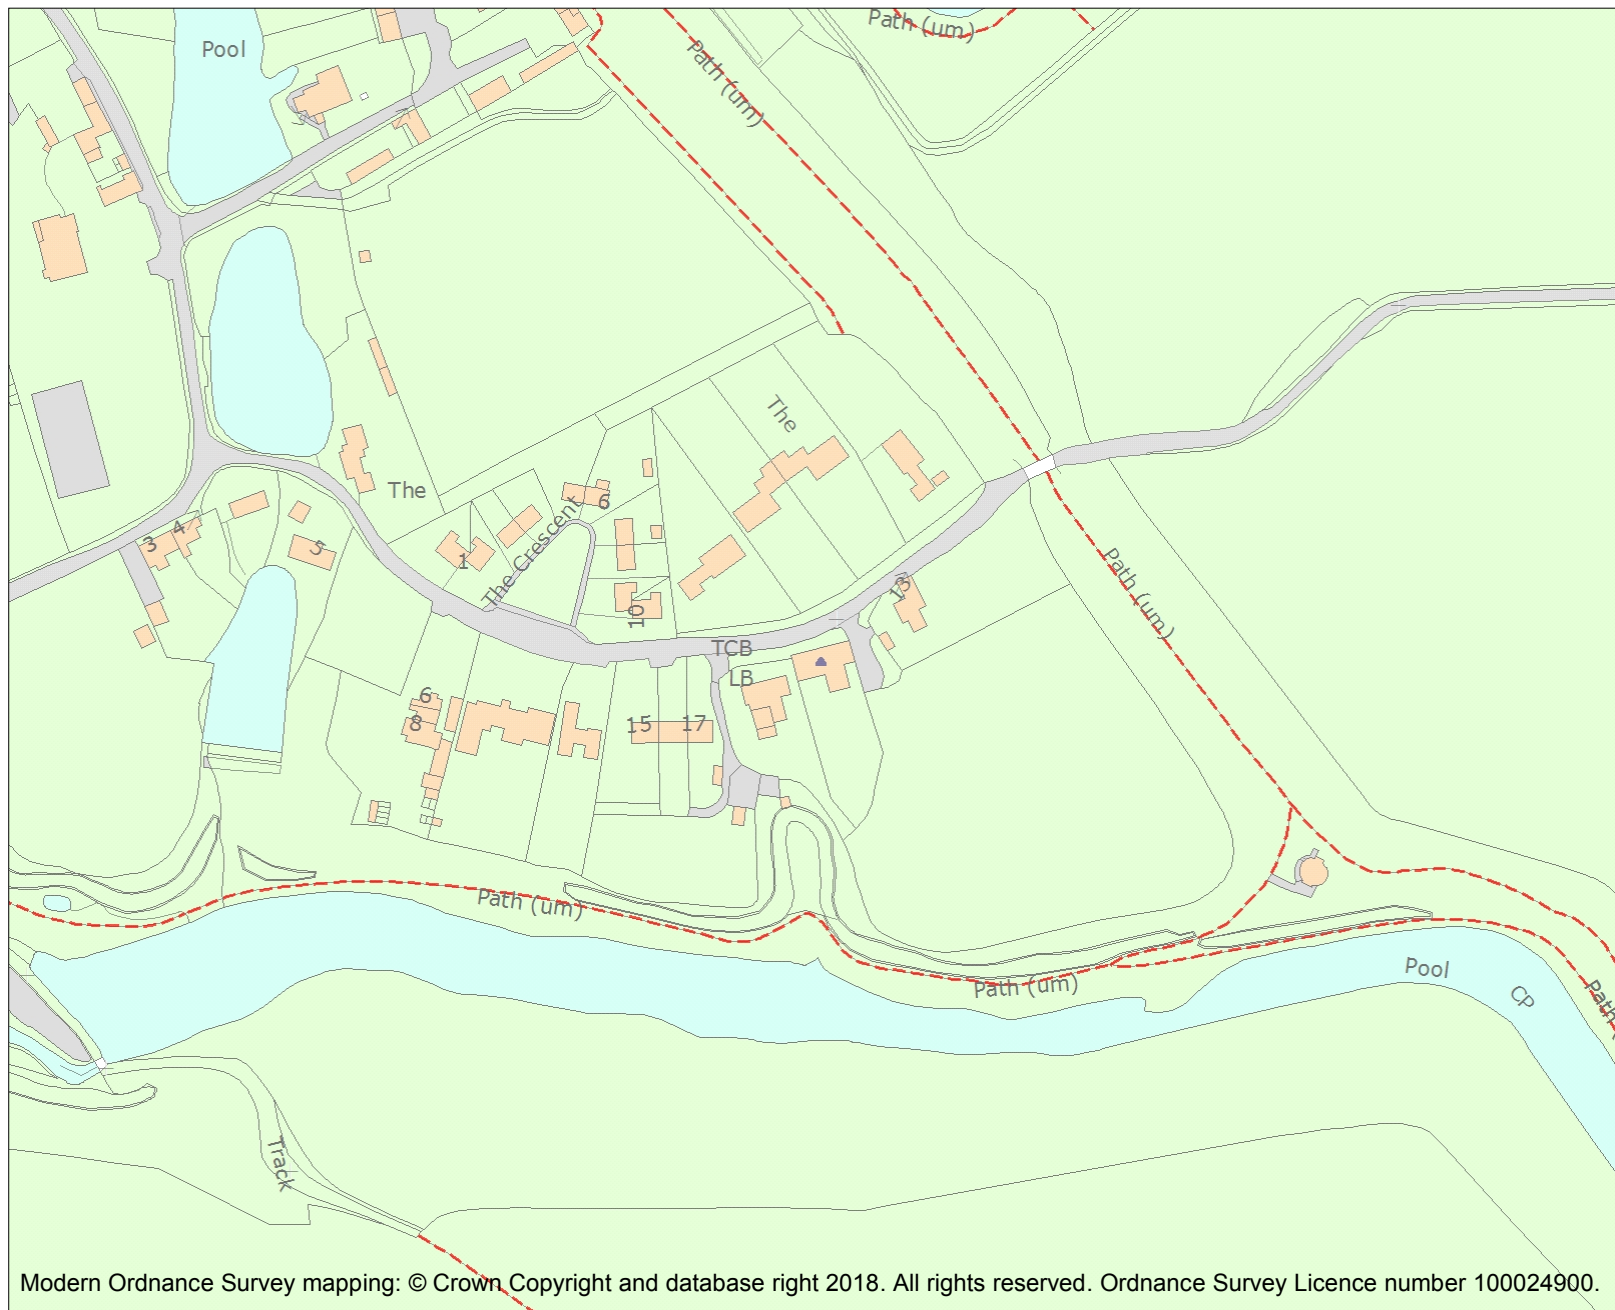 Path (um)
Pool
Path (um)
The
The
6
4
3
5
1
The Crescent
10
13
Path (um)
TCB
LB
6
8
15
17
Path (um)
Path (um)
Pool
CP
Path
Track
Modern Ordnance Survey mapping: © Crown Copyright and database right 2018. All rights reserved. Ordnance Survey Licence number 100024900.